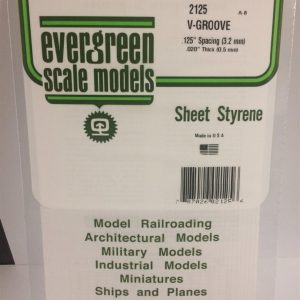 2125 A-8
V-GROOVE
.125" Spacing (3.2 mm)
.020" Thick (0.5 mm)
evergreen
scale models
Sheet Styrene
Made in U S A
Model Railroading
Architectural Models
Military Models
Industrial Models
Miniatures
Ships and Planes